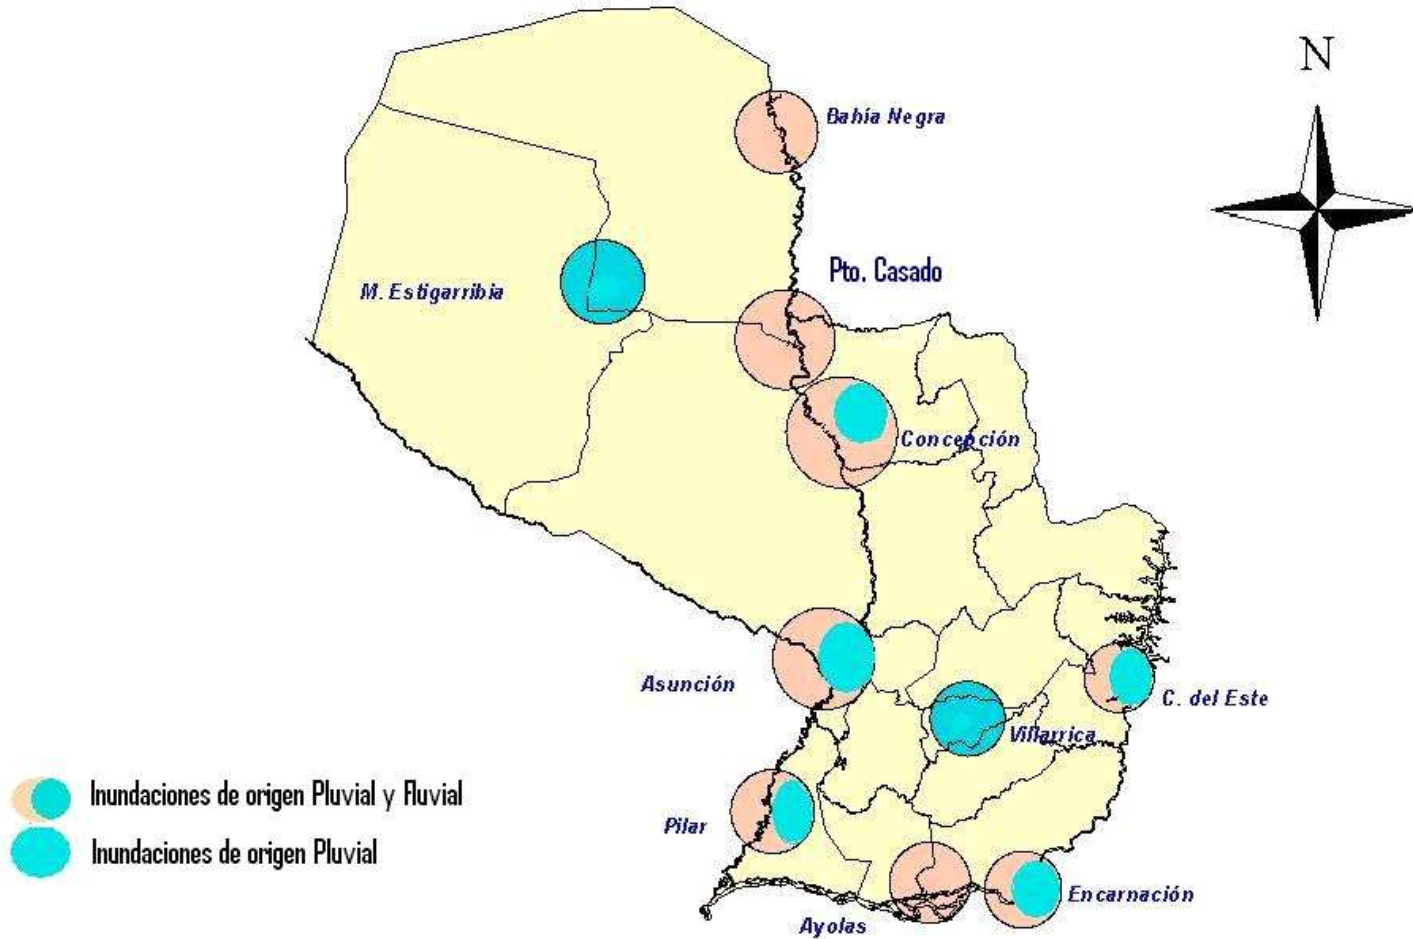 N
Bahía Negra
Pto. Casado
M. Estigarribia
Concepción
Asunción
C. del Este
Villarrica
Inundaciones de origen Pluvial y Fluvial
Pilar
Inundaciones de origen Pluvial
Encarnación
Ayolas